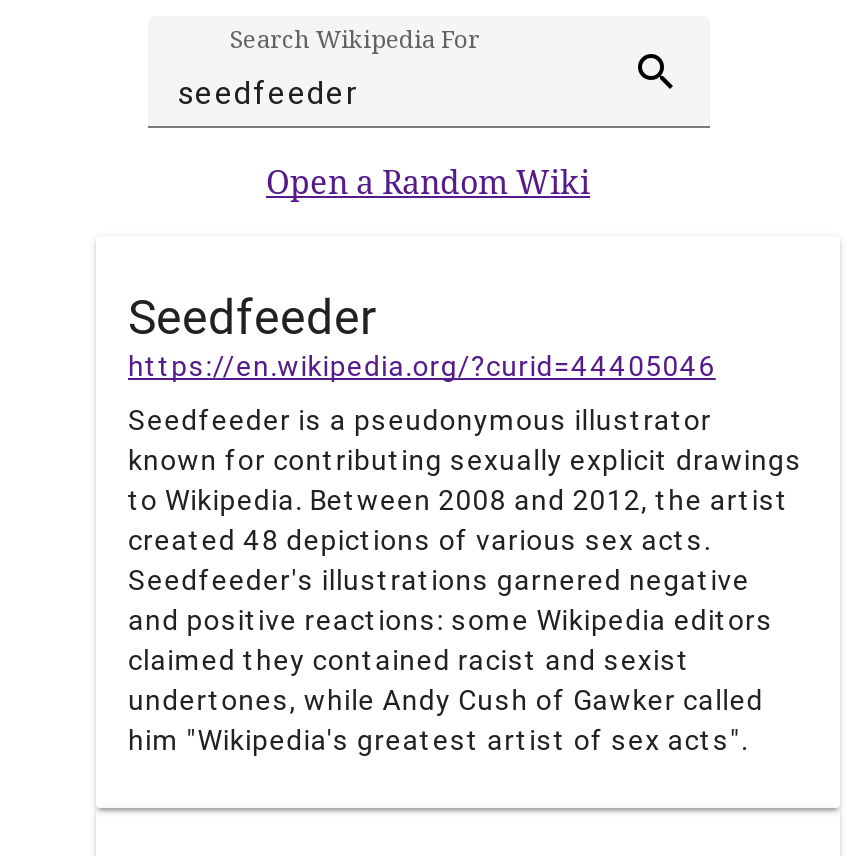 Search Wikipedia For
seedfeeder
Open a Random Wiki
Seedfeeder
https://en.wikipedia.org/?curid=44405046
Seedfeeder is a pseudonymous illustrator
known for contributing sexually explicit drawings
to Wikipedia. Between 2008 and 2012, the artist
created 48 depictions of various sex acts.
Seedfeeder's illustrations garnered negative
and positive reactions: some Wikipedia editors
claimed they contained racist and sexist
undertones, while Andy Cush of Gawker called
him "Wikipedia's greatest artist of sex acts".